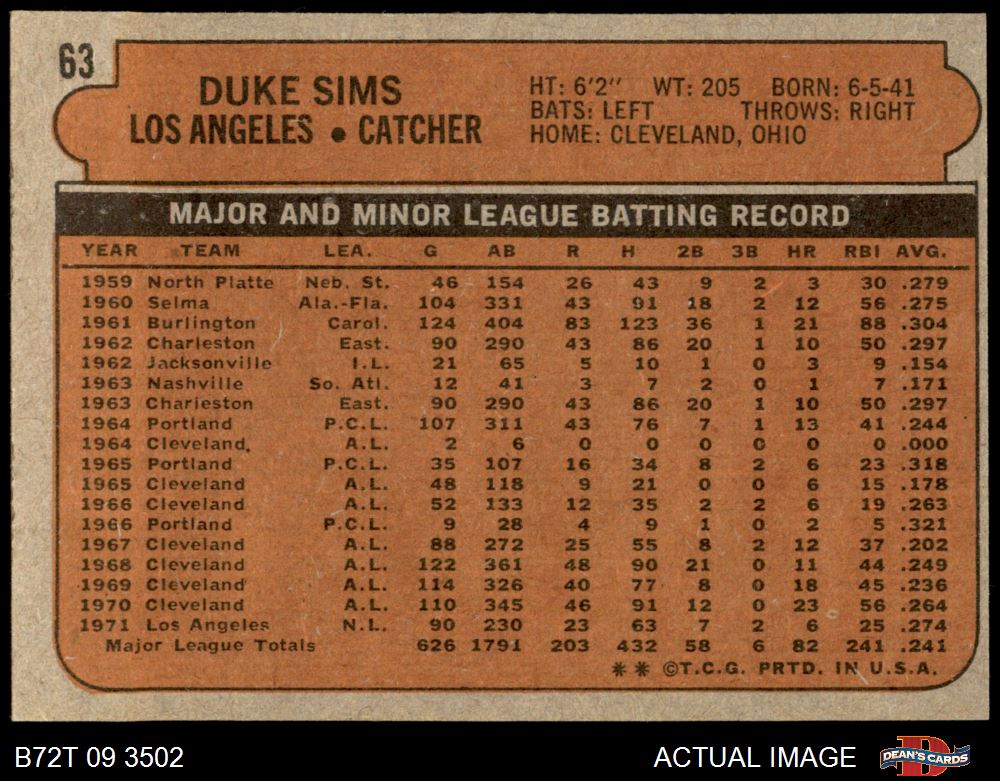 63
DUKE SIMS
LOS ANGELES • CATCHER
HT: 6'2" WT: 205 BORN: 6-5-41
BATS: LEFT THROWS: RIGHT
HOME: CLEVELAND, OHIO
MAJOR AND MINOR LEAGUE BATTING RECORD
YEAR TEAM LEA. G AB R H 2B 3B HR RBI AVG.
1959 North Platte Neb. St. 46 154 26 43 9 2 3 30 .279
1960 Selma Ala.-Fla. 104 331 43 91 18 2 12 56 .275
1961 Burlington Carol. 124 404 83 123 36 1 21 88 .304
1962 Charleston East. 90 290 43 86 20 1 10 50 .297
1962 Jacksonville I.L. 21 65 5 10 1 0 3 9 .154
1963 Nashville So. Atl. 12 41 3 7 2 0 1 7 .171
1963 Charleston East. 90 290 43 86 20 1 10 50 .297
1964 Portland P.C.L. 107 311 43 76 7 1 13 41 .244
1964 Cleveland. A.L. 2 6 0 0 0 0 0 0 .000
1965 Portland P.C.L. 35 107 16 34 8 2 6 23 .318
1965 Cleveland A.L. 48 118 9 21 0 0 6 15 .178
1966 Cleveland A.L. 52 133 12 35 2 2 6 19 .263
1966 Portland P.C.L. 9 28 4 9 1 0 2 5 .321
1967 Cleveland A.L. 88 272 25 55 8 2 12 37 .202
1968 Cleveland A.L. 122 361 48 90 21 0 11 44 .249
1969 Cleveland A.L. 114 326 40 77 8 0 18 45 .236
1970 Cleveland A.L. 110 345 46 91 12 0 23 56 .264
1971 Los Angeles N.L. 90 230 23 63 7 2 6 25 .274
Major League Totals 626 1791 203 432 58 6 82 241 .241
** ©T.C.G. PRTD. IN U.S.A.
B72T 09 3502 ACTUAL IMAGE DEAN'S CARDS